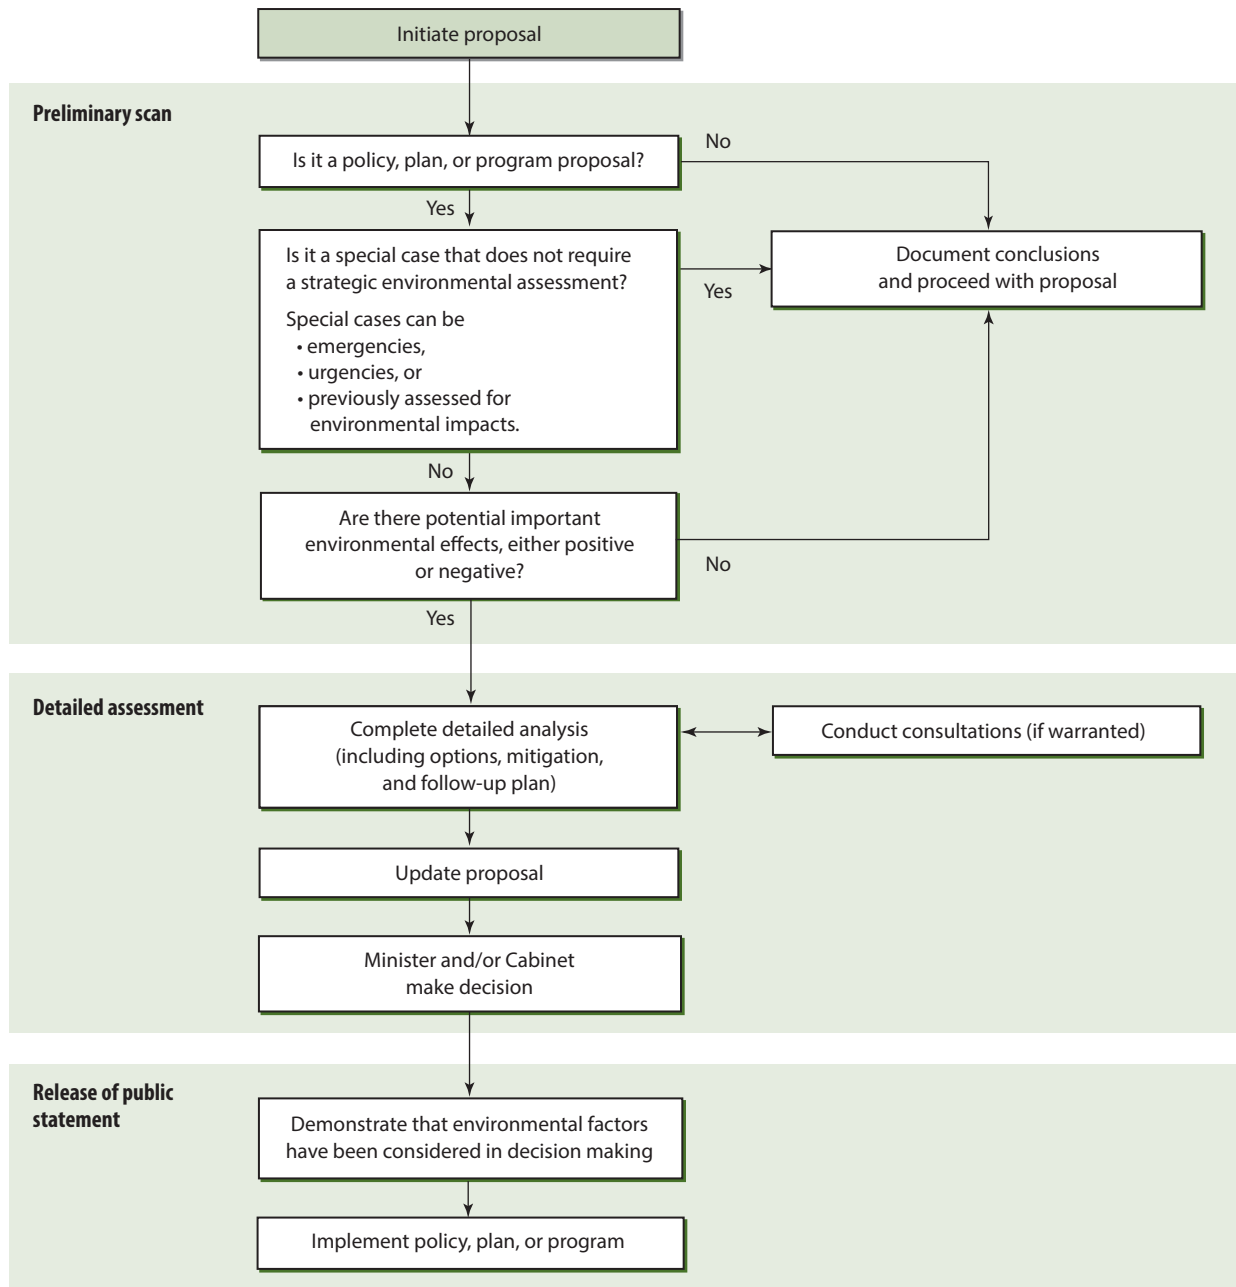 Initiate proposal
Preliminary scan
Is it a policy, plan, or program proposal?
No
Yes
Is it a special case that does not require
a strategic environmental assessment?
Special cases can be
• emergencies,
• urgencies, or
• previously assessed for
environmental impacts.
Yes
Document conclusions
and proceed with proposal
No
Are there potential important
environmental effects, either positive
or negative?
No
Yes
Detailed assessment
Complete detailed analysis
(including options, mitigation,
and follow-up plan)
Conduct consultations (if warranted)
Update proposal
Minister and/or Cabinet
make decision
Release of public
statement
Demonstrate that environmental factors
have been considered in decision making
Implement policy, plan, or program